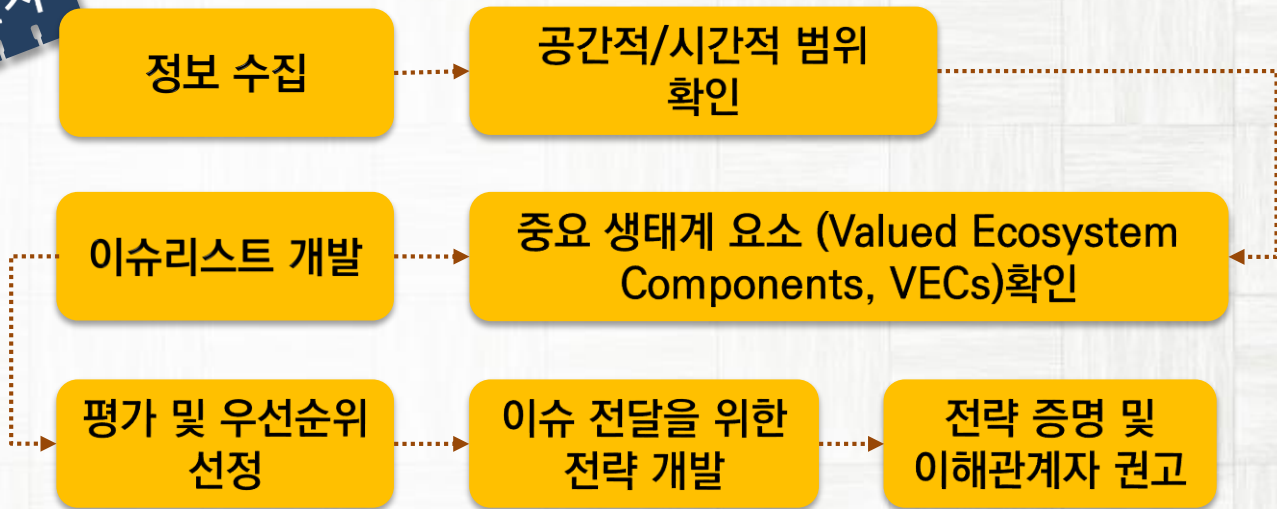 정보 수집
공간적/시간적 범위
확인
이슈리스트 개발
중요 생태계 요소 (Valued Ecosystem
Components, VECs)확인
평가 및 우선순위
선정
이슈 전달을 위한
전략 개발
전략 증명 및
이해관계자 권고